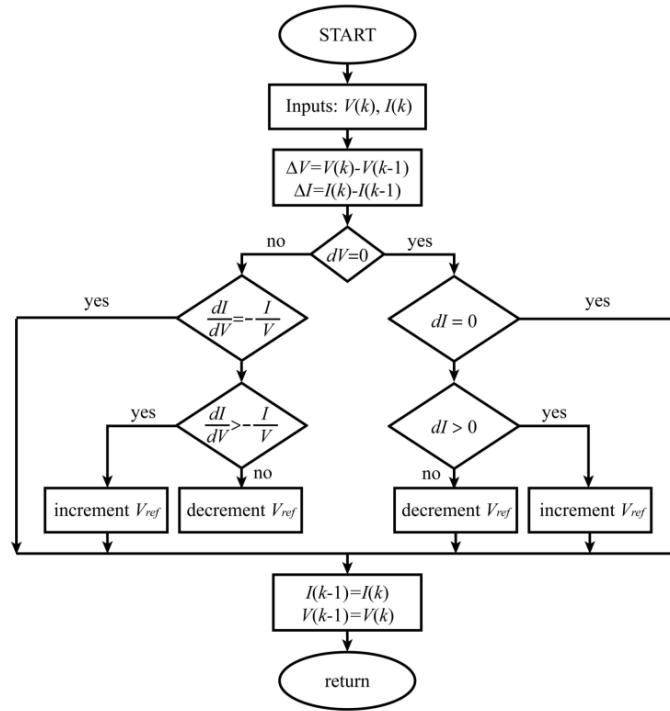 START
Inputs: V(k), I(k)
ΔV=V(k)-V(k-1)
ΔI=I(k)-I(k-1)
no
dV=0
yes
yes
dI/dV=-I/V
dI = 0
yes
yes
dI/dV>-I/V
dI > 0
yes
no
no
increment Vref
decrement Vref
decrement Vref
increment Vref
I(k-1)=I(k)
V(k-1)=V(k)
return